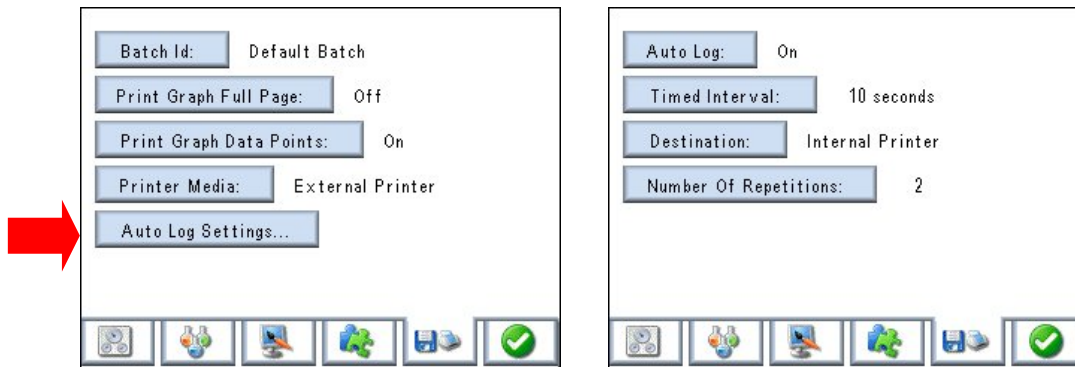 Batch Id: Default Batch
Print Graph Full Page: Off
Print Graph Data Points: On
Printer Media: External Printer
Auto Log Settings...
Auto Log: On
Timed Interval: 10 seconds
Destination: Internal Printer
Number Of Repetitions: 2